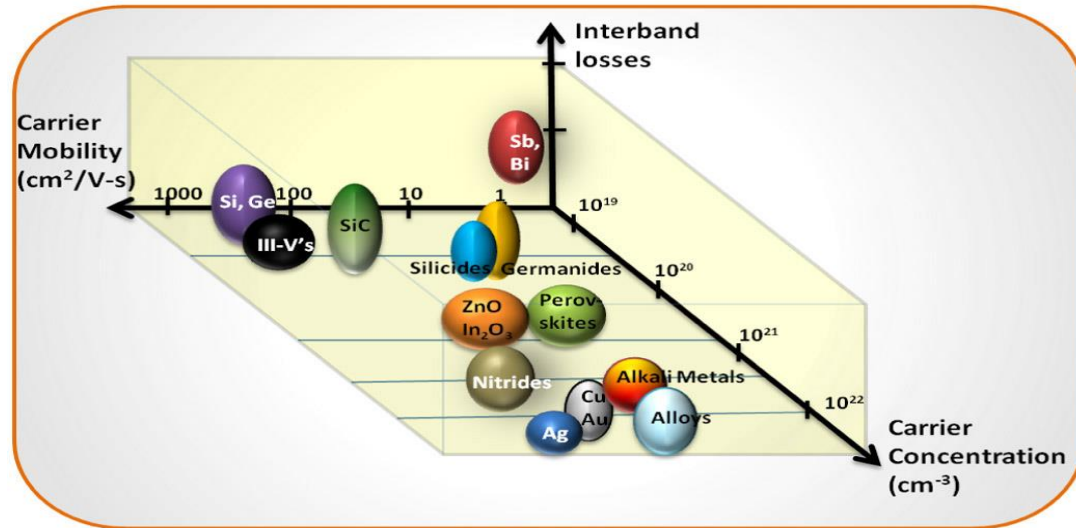 Interband
losses
Carrier
Mobility
(cm²/V-s)
Sb,
Bi
1000
100
10
1
10¹⁹
Si, Ge
SiC
III-V's
Silicides
Germanides
10²⁰
ZnO
In₂O₃
Perov-
skites
10²¹
Nitrides
Alkali Metals
Cu
Au
Alloys
10²²
Ag
Carrier
Concentration
(cm⁻³)